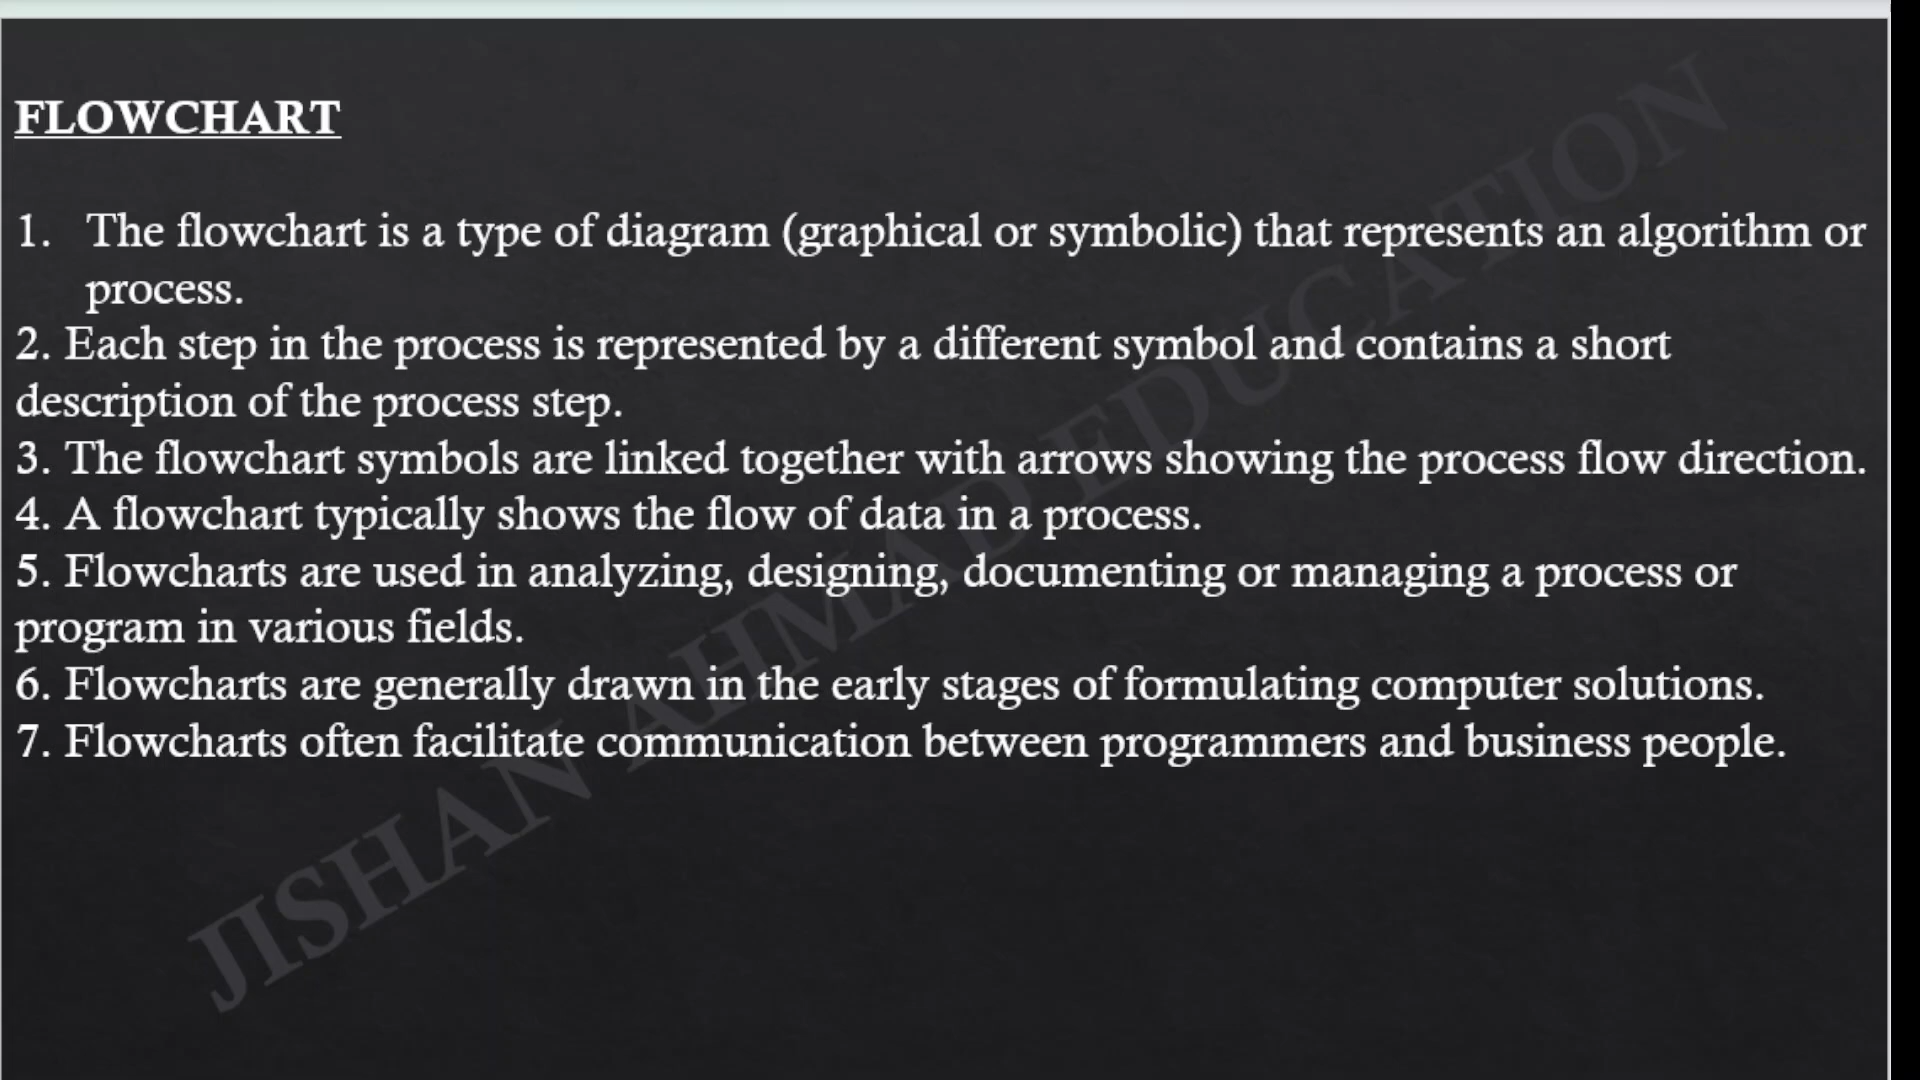 FLOWCHART
1. The flowchart is a type of diagram (graphical or symbolic) that represents an algorithm or
process.
2. Each step in the process is represented by a different symbol and contains a short
description of the process step.
3. The flowchart symbols are linked together with arrows showing the process flow direction.
4. A flowchart typically shows the flow of data in a process.
5. Flowcharts are used in analyzing, designing, documenting or managing a process or
program in various fields.
6. Flowcharts are generally drawn in the early stages of formulating computer solutions.
7. Flowcharts often facilitate communication between programmers and business people.
JISHAN AHMAD EDUCATION